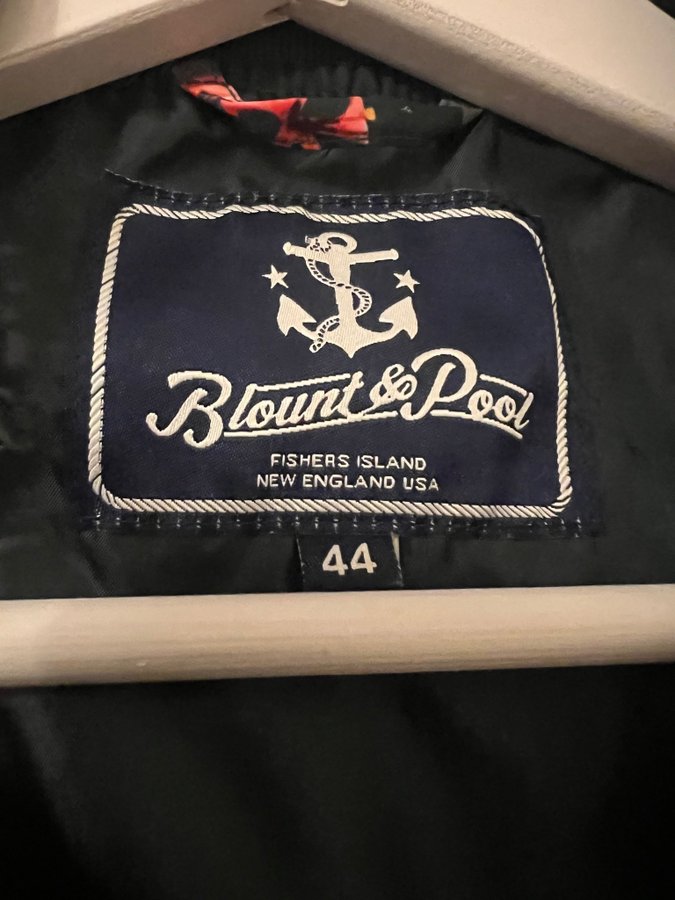 Blount & Pool
FISHERS ISLAND
NEW ENGLAND USA
44